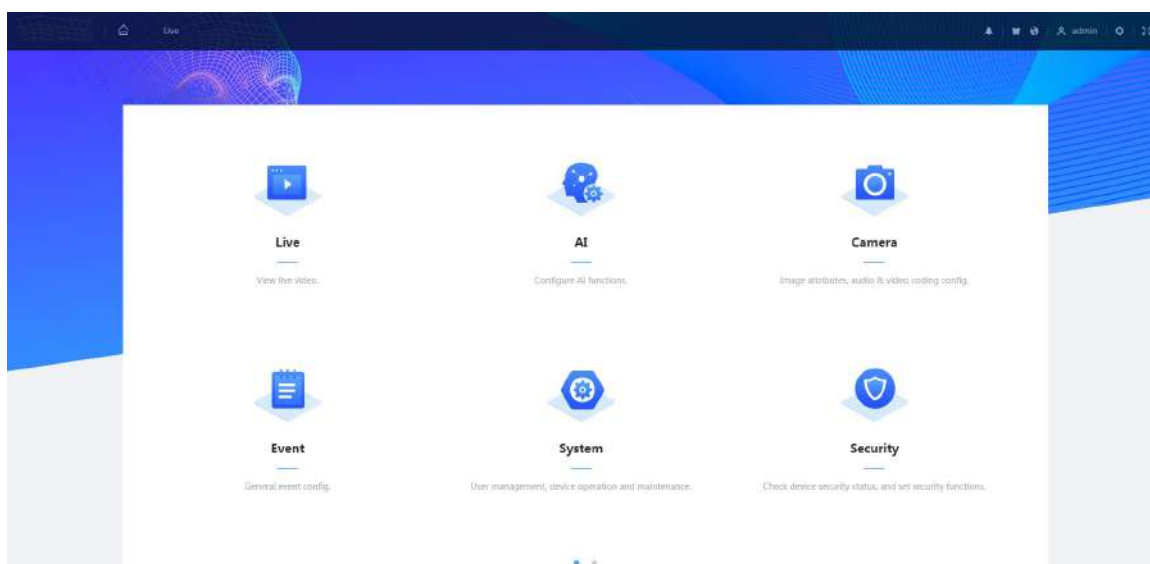 Live
admin
Live
AI
Camera
View live video.
Configure AI functions.
Image attributes, audio & video coding config.
Event
System
Security
General event config.
User management, device operation and maintenance.
Check device security status, and set security functions.